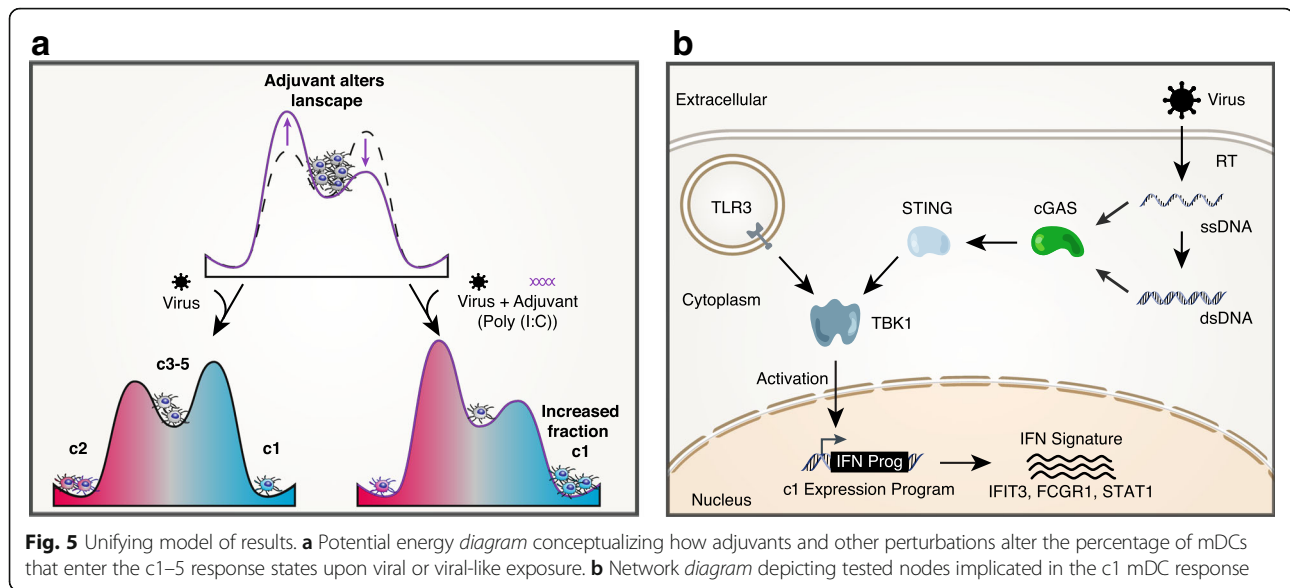 a
Adjuvant alters
lanscape
Virus
Virus + Adjuvant
(Poly (I:C))
c3-5
c2
c1
Increased
fraction
c1
b
Extracellular
Virus
RT
TLR3
STING
cGAS
ssDNA
Cytoplasm
TBK1
dsDNA
Activation
IFN Prog
c1 Expression Program
IFN Signature
IFIT3, FCGR1, STAT1
Nucleus
Fig. 5 Unifying model of results. a Potential energy diagram conceptualizing how adjuvants and other perturbations alter the percentage of mDCs
that enter the c1–5 response states upon viral or viral-like exposure. b Network diagram depicting tested nodes implicated in the c1 mDC response